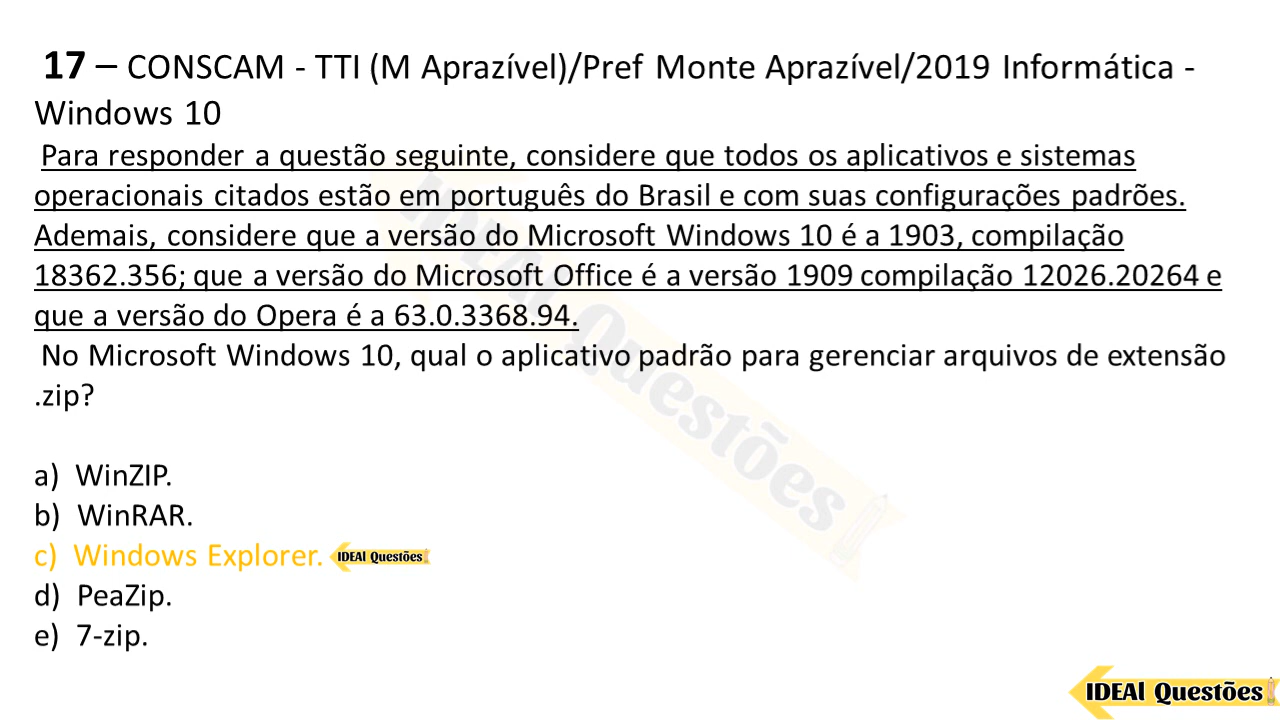 17 – CONSCAM - TTI (M Aprazível)/Pref Monte Aprazível/2019 Informática -
Windows 10
Para responder a questão seguinte, considere que todos os aplicativos e sistemas
operacionais citados estão em português do Brasil e com suas configurações padrões.
Ademais, considere que a versão do Microsoft Windows 10 é a 1903, compilação
18362.356; que a versão do Microsoft Office é a versão 1909 compilação 12026.20264 e
que a versão do Opera é a 63.0.3368.94.
No Microsoft Windows 10, qual o aplicativo padrão para gerenciar arquivos de extensão
.zip?
IDEAl Questões
a) WinZIP.
b) WinRAR.
c) Windows Explorer. IDEAl Questões
d) PeaZip.
e) 7-zip.
IDEAl Questões